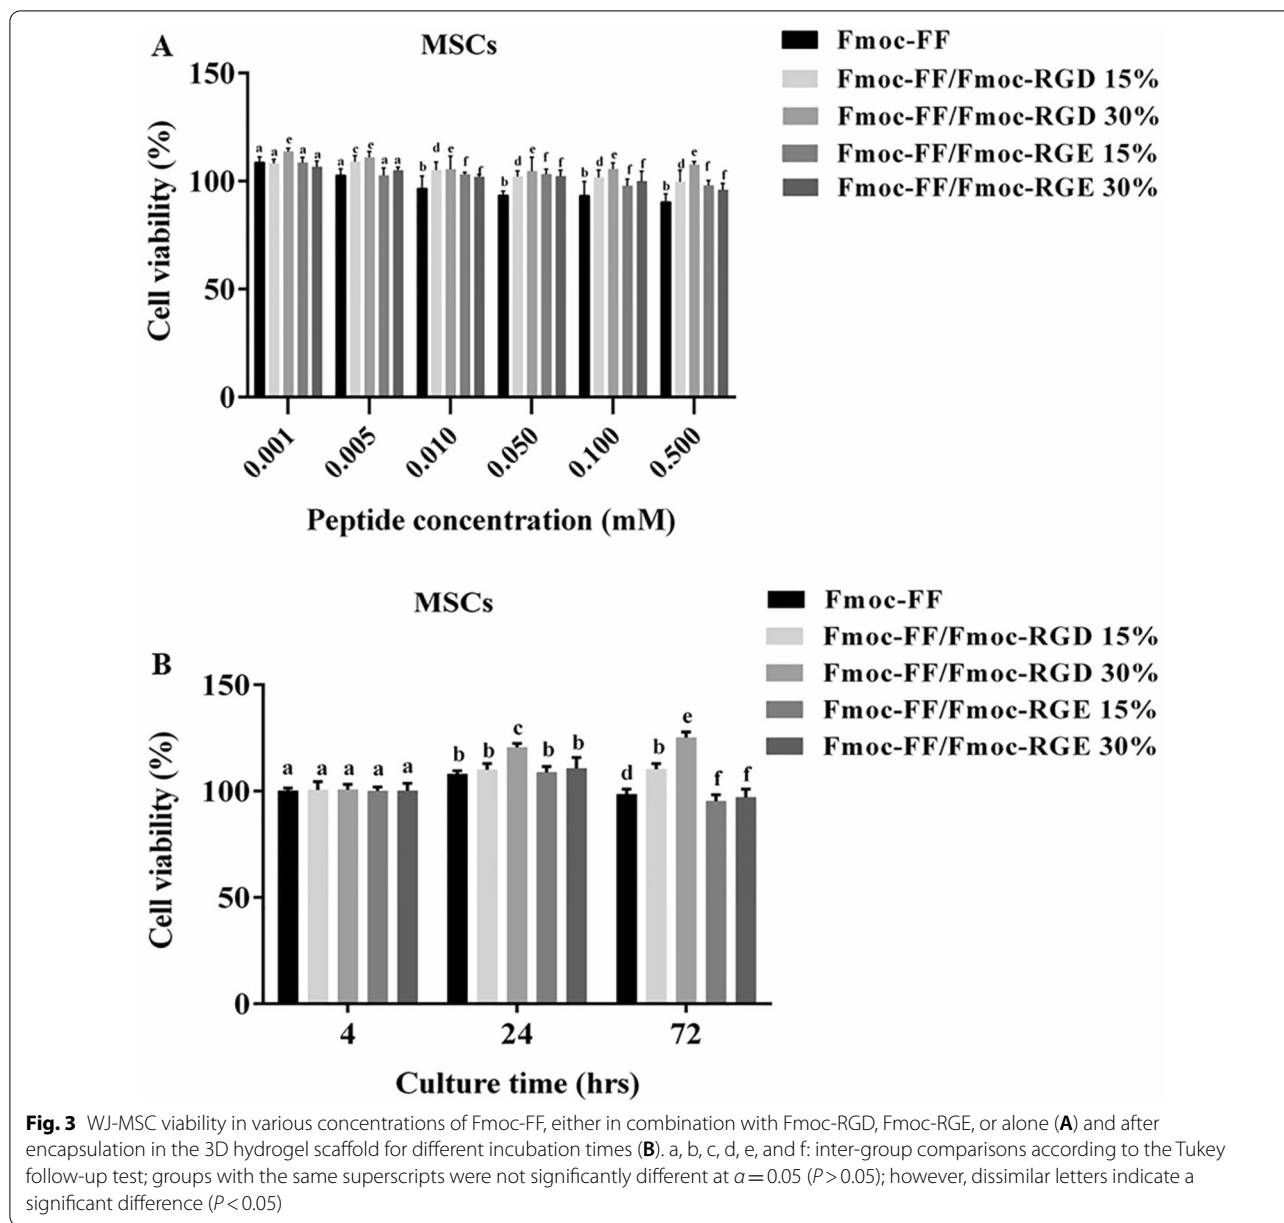 A
MSCs
Fmoc-FF
Fmoc-FF/Fmoc-RGD 15%
Fmoc-FF/Fmoc-RGD 30%
Fmoc-FF/Fmoc-RGE 15%
Fmoc-FF/Fmoc-RGE 30%
Cell viability (%)
150
100
50
0
a a e a a
a c e a a
b d e f f
b d e f f
b d e f f
b d e f f
0.001 0.005 0.010 0.050 0.100 0.500
Peptide concentration (mM)
MSCs
B
Fmoc-FF
Fmoc-FF/Fmoc-RGD 15%
Fmoc-FF/Fmoc-RGD 30%
Fmoc-FF/Fmoc-RGE 15%
Fmoc-FF/Fmoc-RGE 30%
Cell viability (%)
150
100
50
0
a a a a a
b b c b b
d b e f f
4 24 72
Culture time (hrs)
Fig. 3 WJ-MSC viability in various concentrations of Fmoc-FF, either in combination with Fmoc-RGD, Fmoc-RGE, or alone (A) and after
encapsulation in the 3D hydrogel scaffold for different incubation times (B). a, b, c, d, e, and f: inter-group comparisons according to the Tukey
follow-up test; groups with the same superscripts were not significantly different at α = 0.05 (P > 0.05); however, dissimilar letters indicate a
significant difference (P < 0.05)